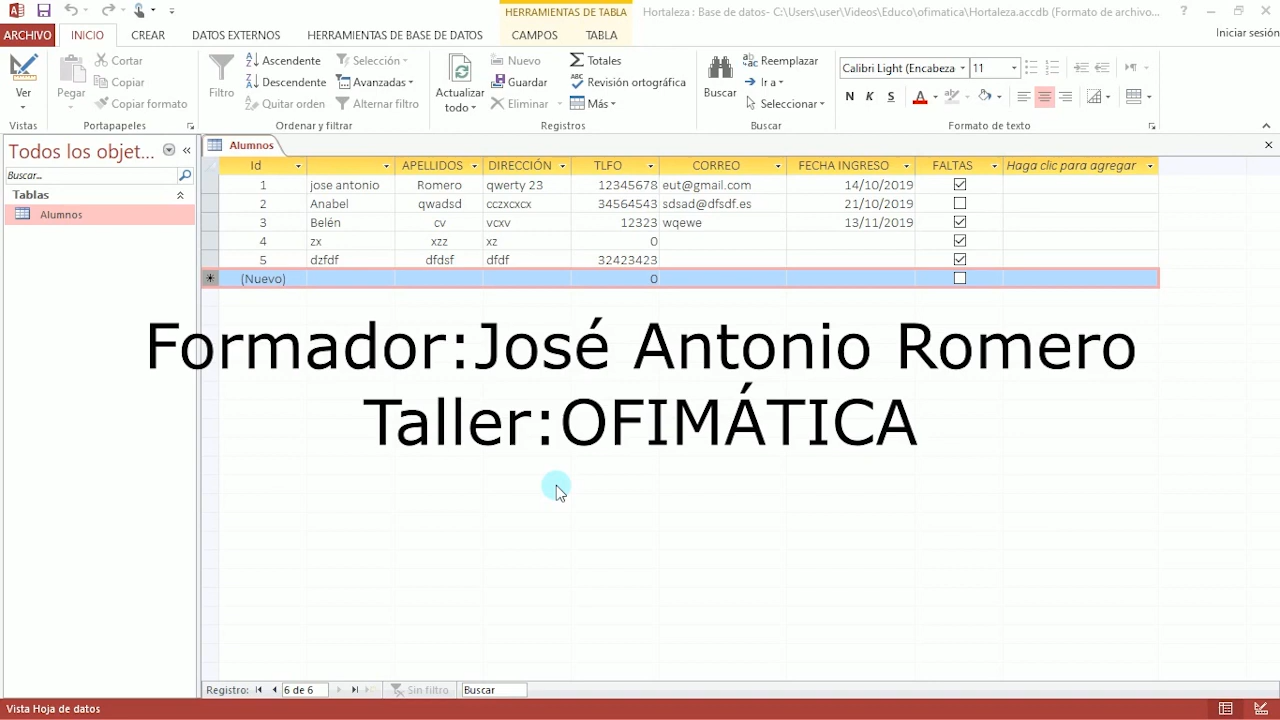 HERRAMIENTAS DE TABLA
Hortaleza : Base de datos- C:\Users\user\Videos\Educo\ofimatica\Hortaleza.accdb (Formato de archivo...
ARCHIVO INICIO CREAR DATOS EXTERNOS HERRAMIENTAS DE BASE DE DATOS CAMPOS TABLA Iniciar sesión
Ver
Vistas
Pegar
Cortar
Copiar
Copiar formato
Portapapeles
Filtro
Ascendente
Descendente
Quitar orden
Selección
Avanzadas
Alternar filtro
Ordenar y filtrar
Actualizar
todo
Nuevo
Guardar
Eliminar
Totales
Revisión ortográfica
Más
Registros
Buscar
Reemplazar
Ir a
Seleccionar
Buscar
Calibri Light (Encabeza 11
N K S
Formato de texto
Todos los objet...
Buscar...
Tablas
Alumnos
Alumnos
Id APELLIDOS DIRECCIÓN TLFO CORREO FECHA INGRESO FALTAS Haga clic para agregar
1 jose antonio Romero qwerty 23 12345678 eut@gmail.com 14/10/2019
2 Anabel qwadsd cczxcxcx 34564543 sdsad@dfsdf.es 21/10/2019
3 Belén cv vcxv 12323 wqewe 13/11/2019
4 zx xzz xz 0
5 dzfdf dfdsf dfdf 32423423
(Nuevo) 0
Formador:José Antonio Romero
Taller:OFIMÁTICA
Registro: 6 de 6 Sin filtro Buscar
Vista Hoja de datos